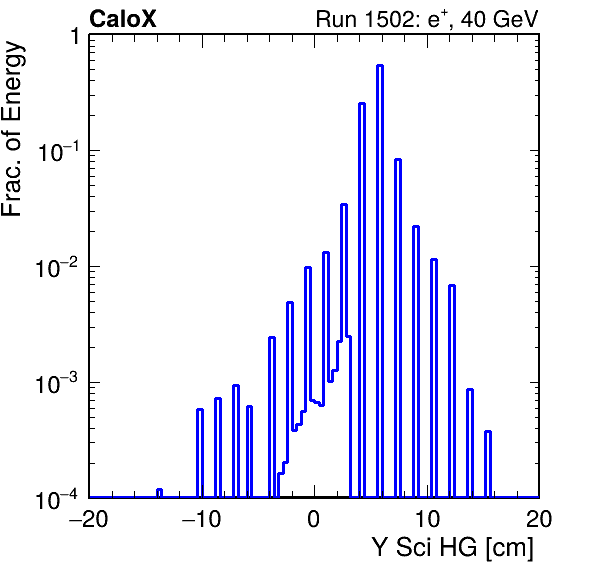 CaloX
Run 1502: e⁺, 40 GeV
Frac. of Energy
1
10⁻¹
10⁻²
10⁻³
10⁻⁴
−20
−10
0
10
20
Y Sci HG [cm]